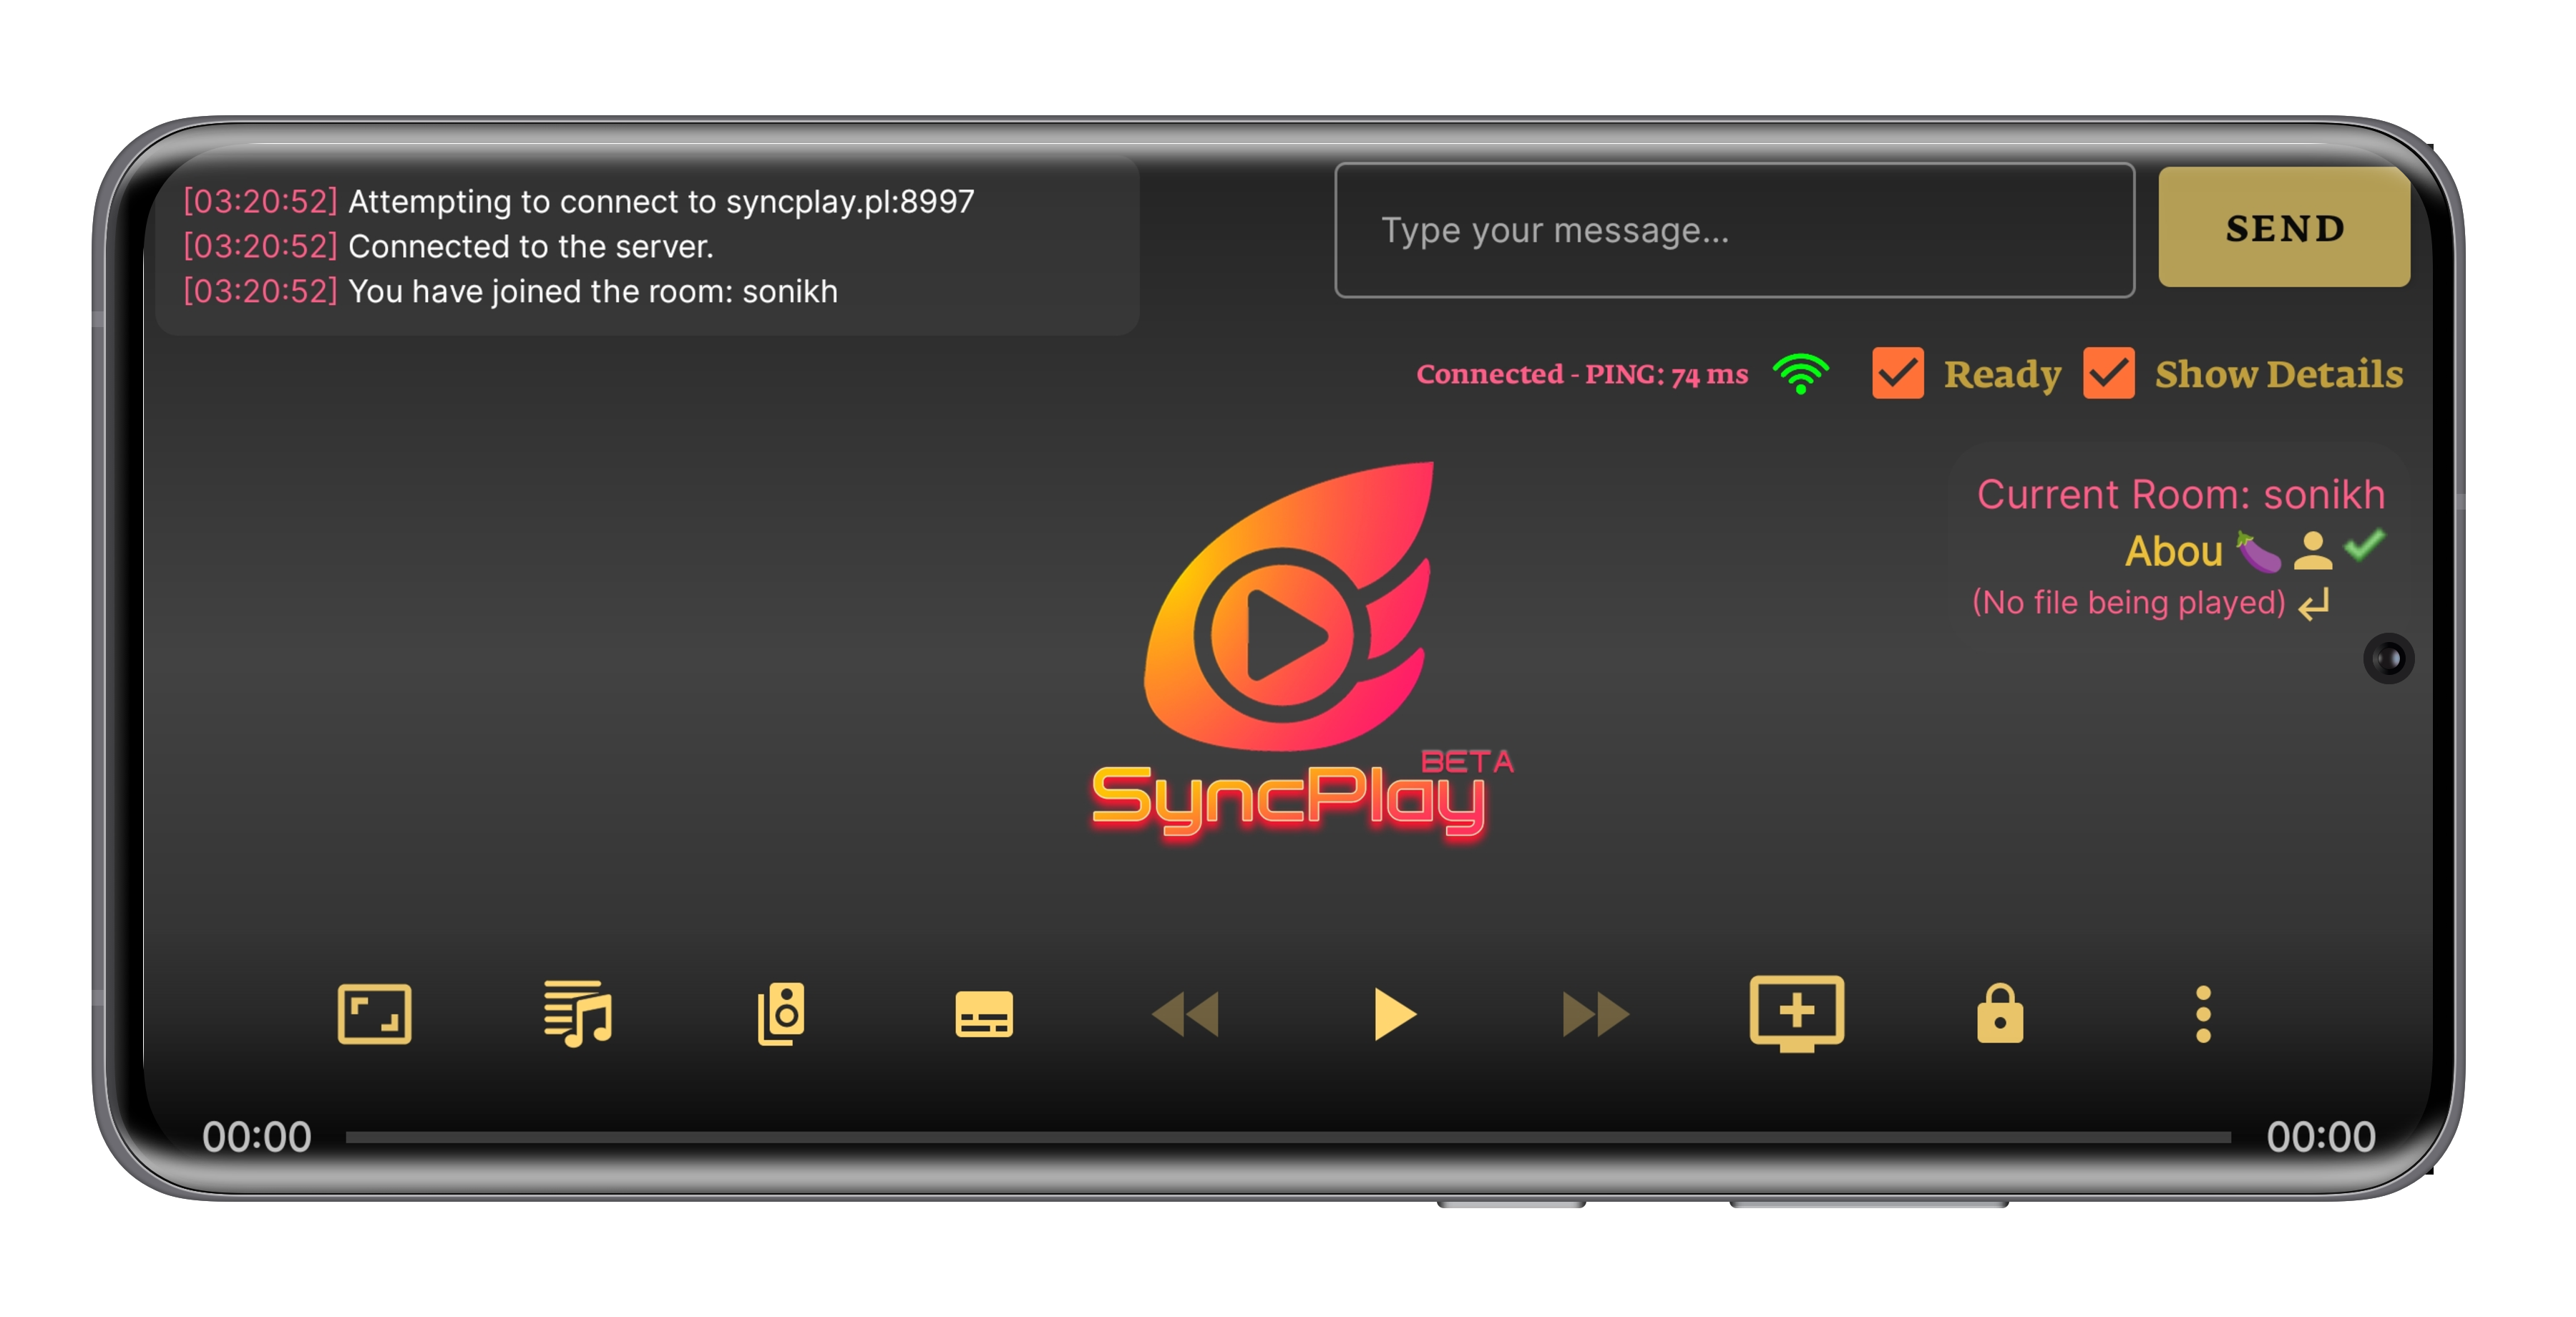 [03:20:52] Attempting to connect to syncplay.pl:8997
[03:20:52] Connected to the server.
[03:20:52] You have joined the room: sonikh
Type your message...
SEND
Connected - PING: 74 ms
Ready
Show Details
Current Room: sonikh
Abou 🍆
(No file being played)
BETA
SyncPlay
00:00
00:00